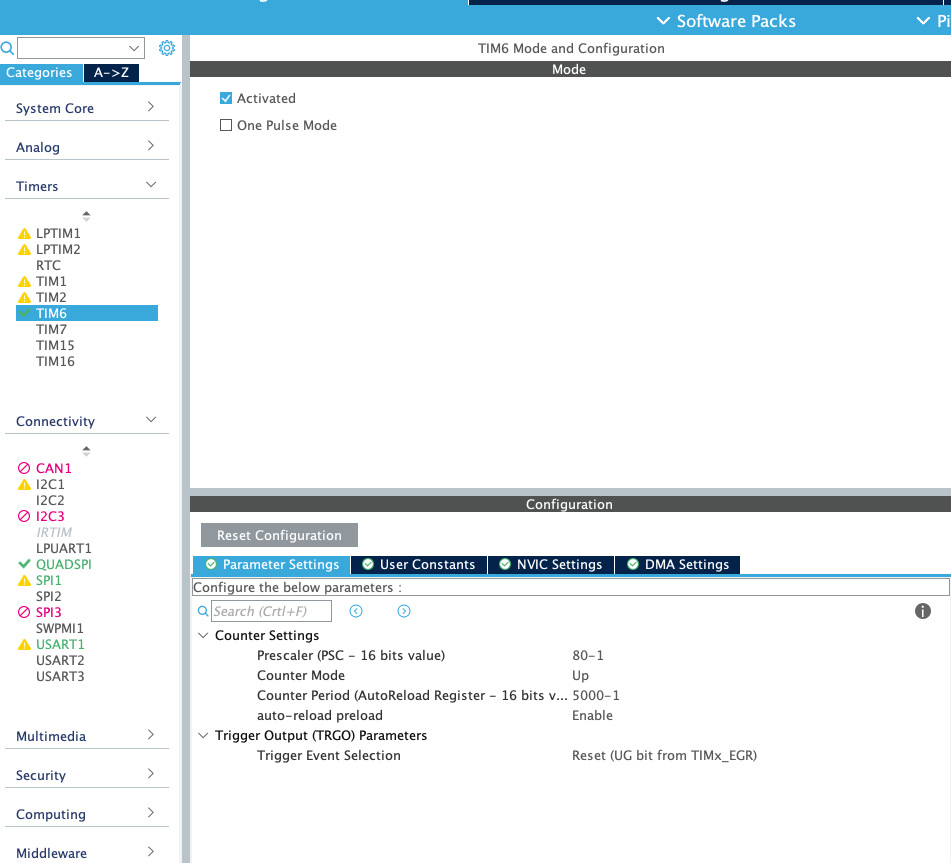 Software Packs
Pi
TIM6 Mode and Configuration
Categories
A->Z
Mode
Activated
One Pulse Mode
System Core
Analog
Timers
LPTIM1
LPTIM2
RTC
TIM1
TIM2
TIM6
TIM7
TIM15
TIM16
Connectivity
CAN1
I2C1
I2C2
I2C3
IRTIM
LPUART1
QUADSPI
SPI1
SPI2
SPI3
SWPMI1
USART1
USART2
USART3
Multimedia
Security
Computing
Middleware
Configuration
Reset Configuration
Parameter Settings
User Constants
NVIC Settings
DMA Settings
Configure the below parameters :
Search (Crtl+F)
Counter Settings
Prescaler (PSC - 16 bits value) 80-1
Counter Mode Up
Counter Period (AutoReload Register - 16 bits v... 5000-1
auto-reload preload Enable
Trigger Output (TRGO) Parameters
Trigger Event Selection Reset (UG bit from TIMx_EGR)